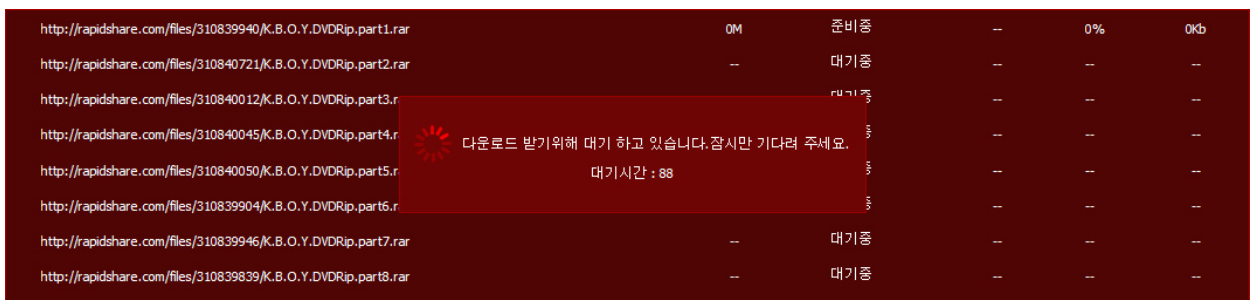 http://rapidshare.com/files/310839940/K.B.O.Y.DVDRip.part1.rar 0M 준비중 -- 0% 0Kb
http://rapidshare.com/files/310840721/K.B.O.Y.DVDRip.part2.rar -- 대기중 -- -- --
http://rapidshare.com/files/310840012/K.B.O.Y.DVDRip.part3.r 대기중 -- -- --
http://rapidshare.com/files/310840045/K.B.O.Y.DVDRip.part4.r -- -- --
다운로드 받기위해 대기 하고 있습니다.잠시만 기다려 주세요.
대기시간 : 88
http://rapidshare.com/files/310840050/K.B.O.Y.DVDRip.part5.r -- -- --
http://rapidshare.com/files/310839904/K.B.O.Y.DVDRip.part6.r -- -- --
http://rapidshare.com/files/310839946/K.B.O.Y.DVDRip.part7.rar -- 대기중 -- -- --
http://rapidshare.com/files/310839839/K.B.O.Y.DVDRip.part8.rar -- 대기중 -- -- --